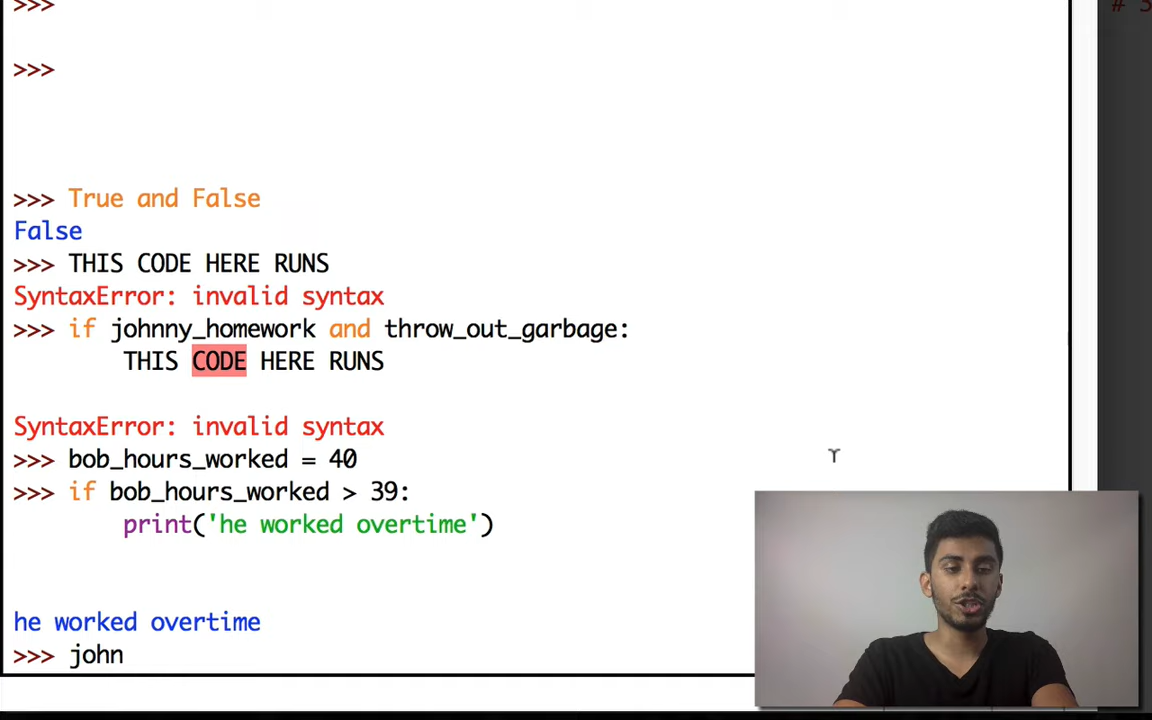 # 3
>>>
>>>
>>> True and False
False
>>> THIS CODE HERE RUNS
SyntaxError: invalid syntax
>>> if johnny_homework and throw_out_garbage:
THIS CODE HERE RUNS
SyntaxError: invalid syntax
>>> bob_hours_worked = 40
>>> if bob_hours_worked > 39:
print('he worked overtime')
he worked overtime
>>> john